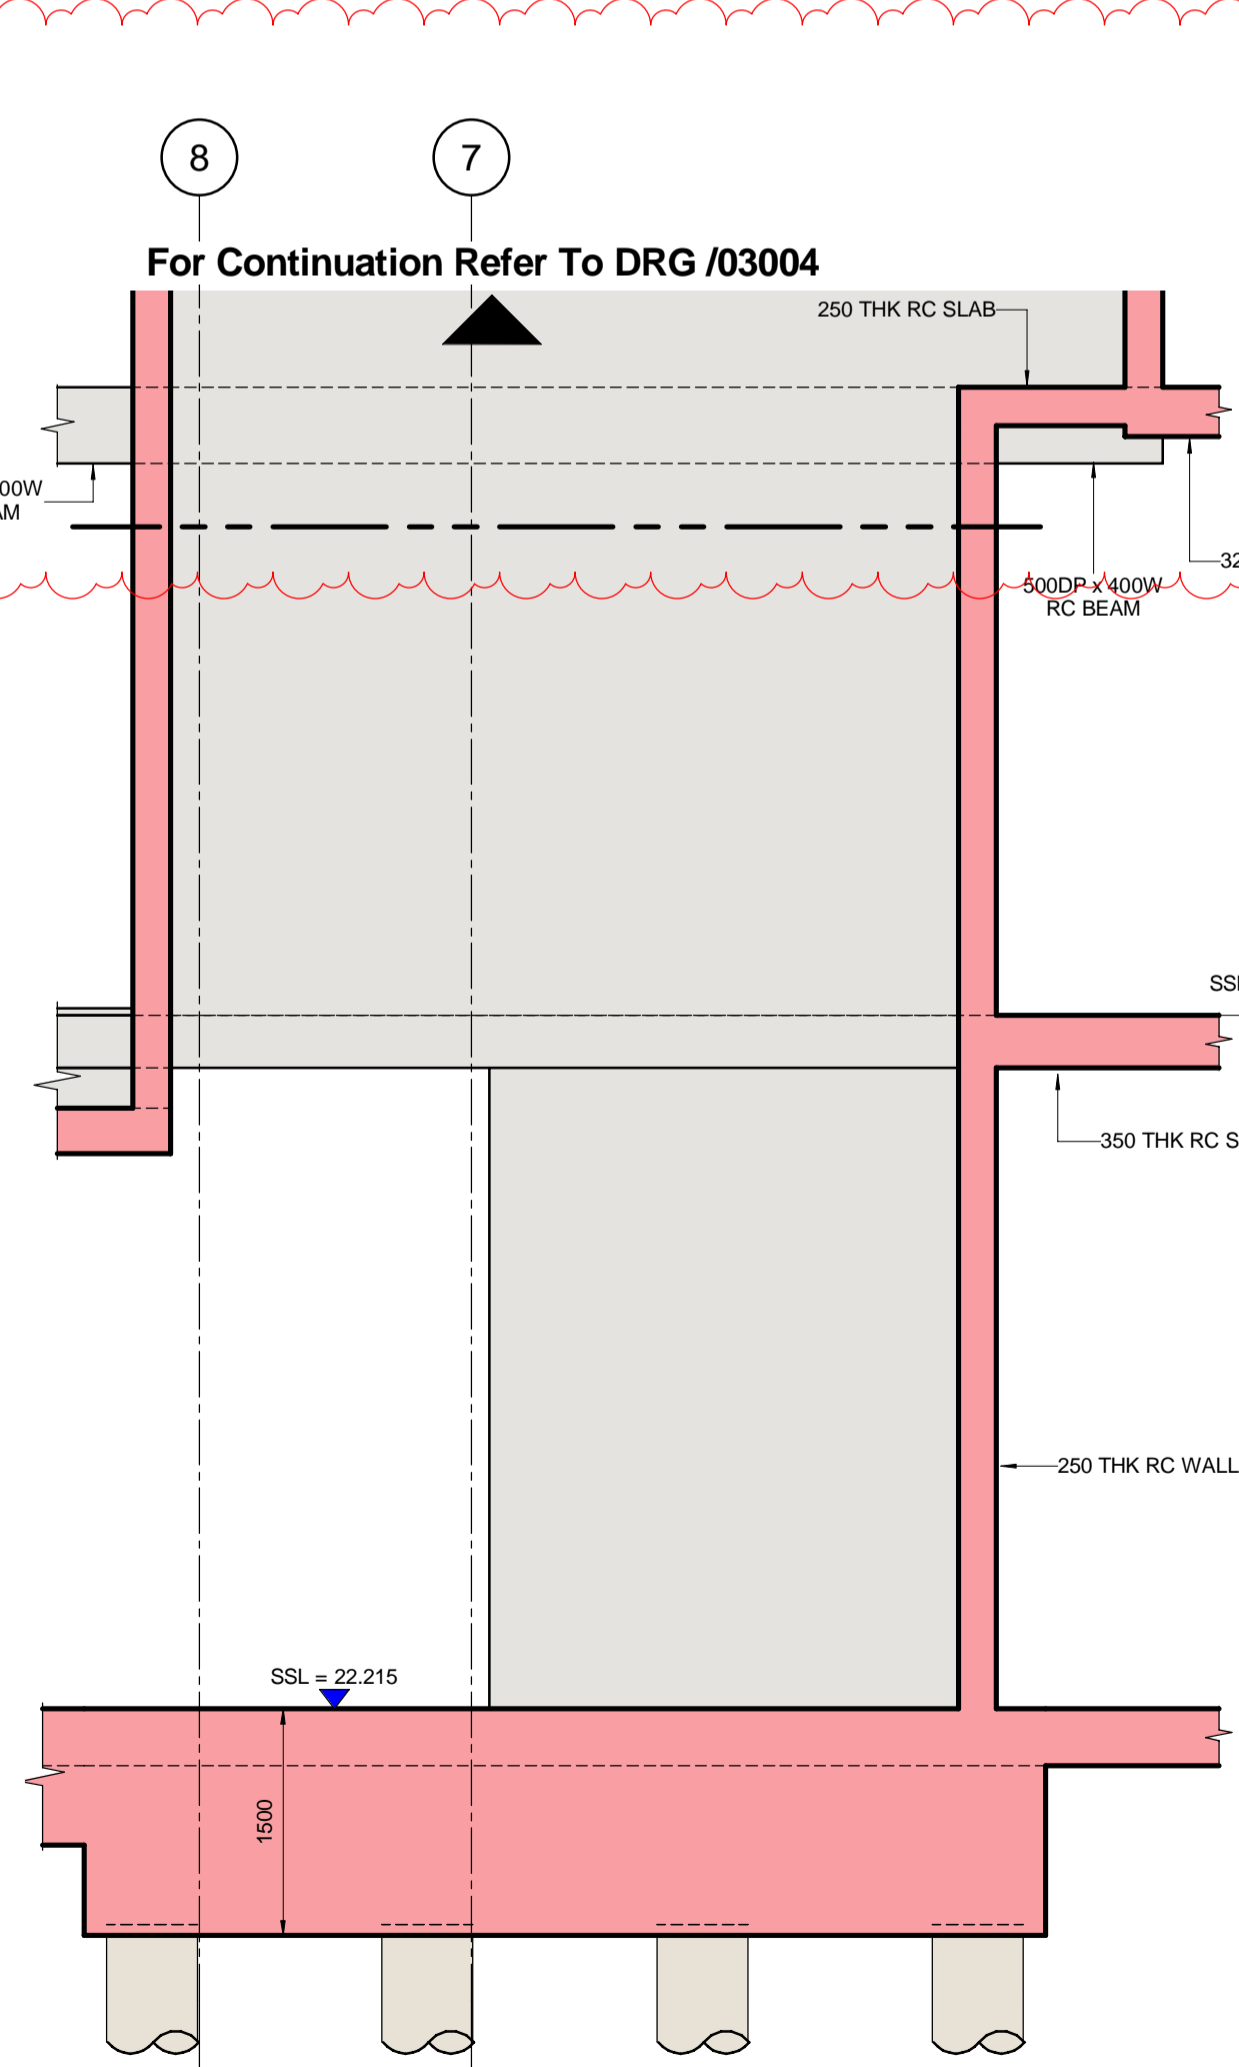 8
7
For Continuation Refer To DRG /03004
250 THK RC SLAB
00W
AM
32
500DP x 400W
RC BEAM
SSL
350 THK RC S
250 THK RC WALL
SSL = 22.215
1500